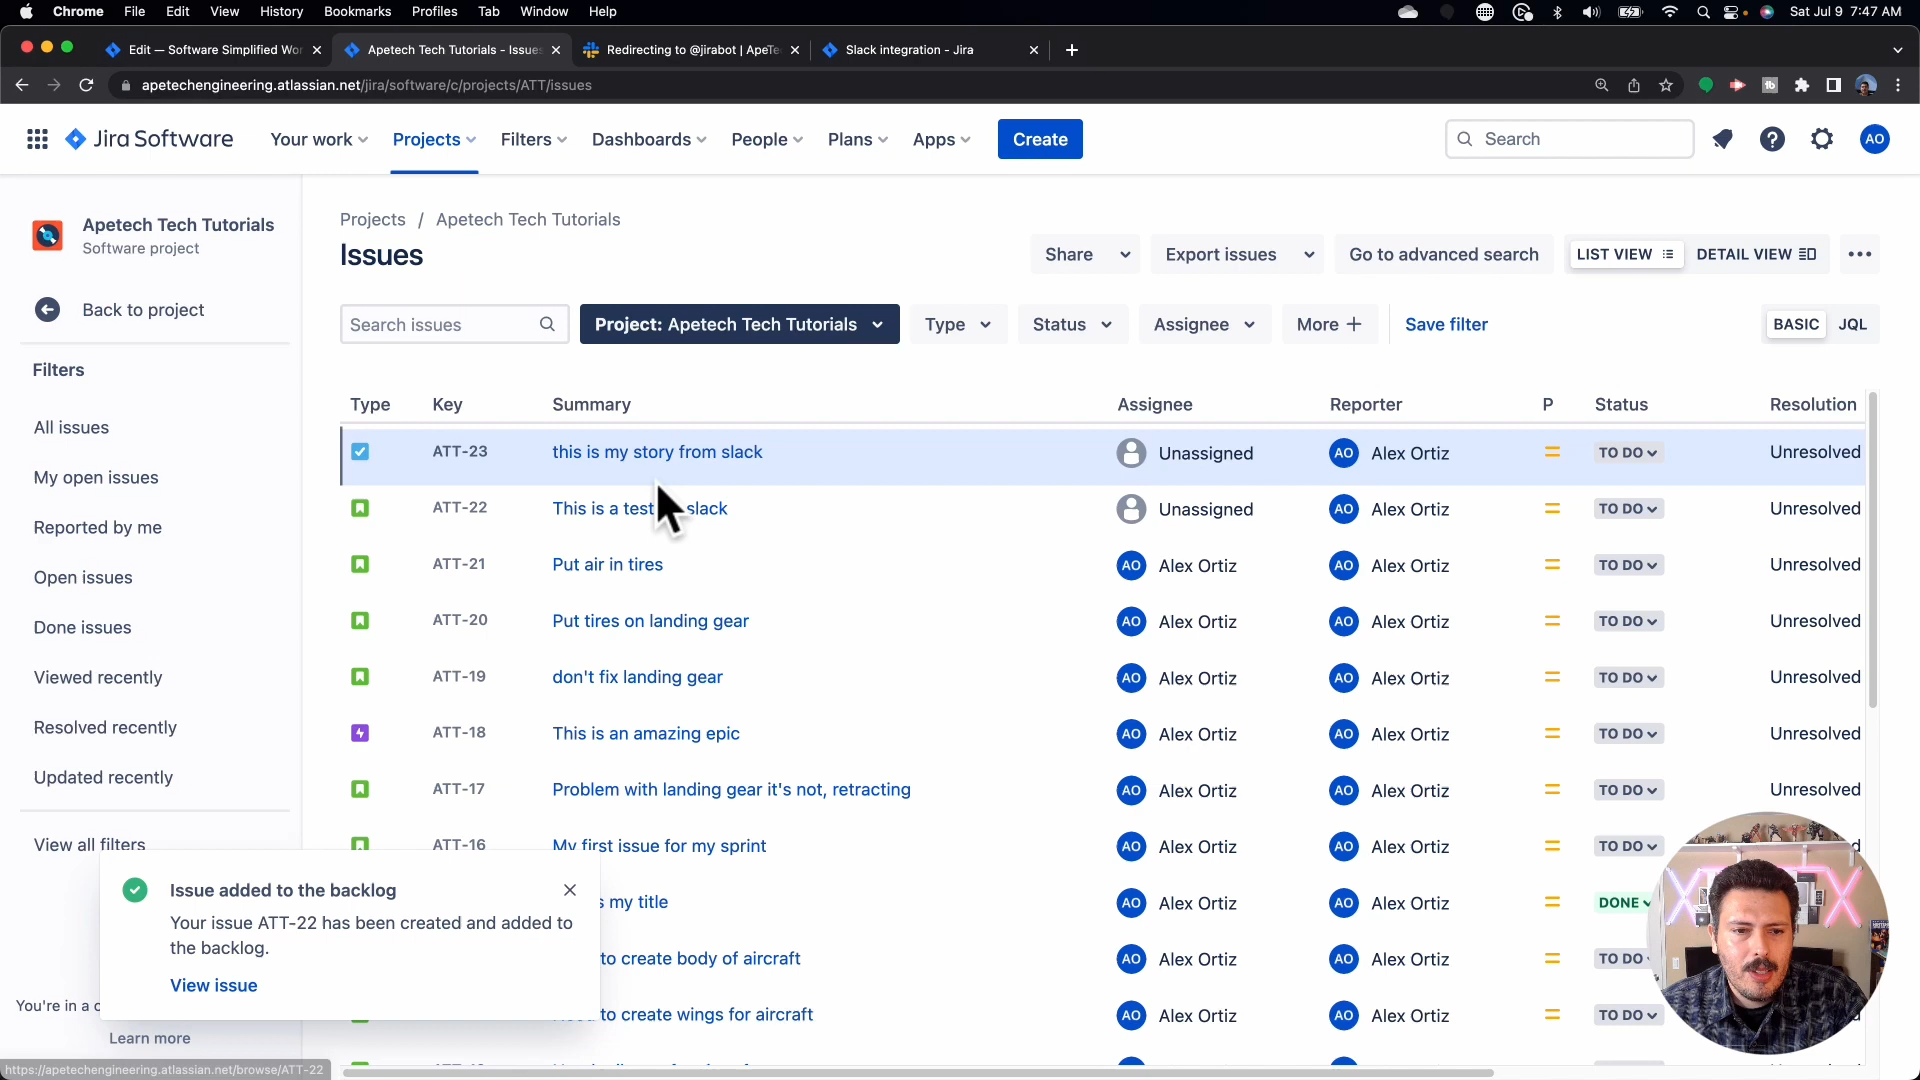 Chrome File Edit View History Bookmarks Profiles Tab Window Help Sat Jul 9 7:47 AM
Edit — Software Simplified Wor Apetech Tech Tutorials - Issues Redirecting to @jirabot | ApeTe Slack integration - Jira
apetechengineering.atlassian.net/jira/software/c/projects/ATT/issues
Jira Software Your work Projects Filters Dashboards People Plans Apps Create Search AO
Apetech Tech Tutorials
Software project
Back to project
Filters
All issues
My open issues
Reported by me
Open issues
Done issues
Viewed recently
Resolved recently
Updated recently
View all filters
You're in a c
Learn more
Projects / Apetech Tech Tutorials
Issues
Share Export issues Go to advanced search LIST VIEW DETAIL VIEW
Search issues Project: Apetech Tech Tutorials Type Status Assignee More + Save filter BASIC JQL
Type Key Summary Assignee Reporter P Status Resolution
ATT-23 this is my story from slack Unassigned AO Alex Ortiz TO DO Unresolved
ATT-22 This is a test slack Unassigned AO Alex Ortiz TO DO Unresolved
ATT-21 Put air in tires AO Alex Ortiz AO Alex Ortiz TO DO Unresolved
ATT-20 Put tires on landing gear AO Alex Ortiz AO Alex Ortiz TO DO Unresolved
ATT-19 don't fix landing gear AO Alex Ortiz AO Alex Ortiz TO DO Unresolved
ATT-18 This is an amazing epic AO Alex Ortiz AO Alex Ortiz TO DO Unresolved
ATT-17 Problem with landing gear it's not, retracting AO Alex Ortiz AO Alex Ortiz TO DO Unresolved
ATT-16 My first issue for my sprint AO Alex Ortiz AO Alex Ortiz TO DO
my title AO Alex Ortiz AO Alex Ortiz DONE
to create body of aircraft AO Alex Ortiz AO Alex Ortiz TO DO
to create wings for aircraft AO Alex Ortiz AO Alex Ortiz TO DO
Issue added to the backlog
Your issue ATT-22 has been created and added to
the backlog.
View issue
https://apetechengineering.atlassian.net/browse/ATT-22